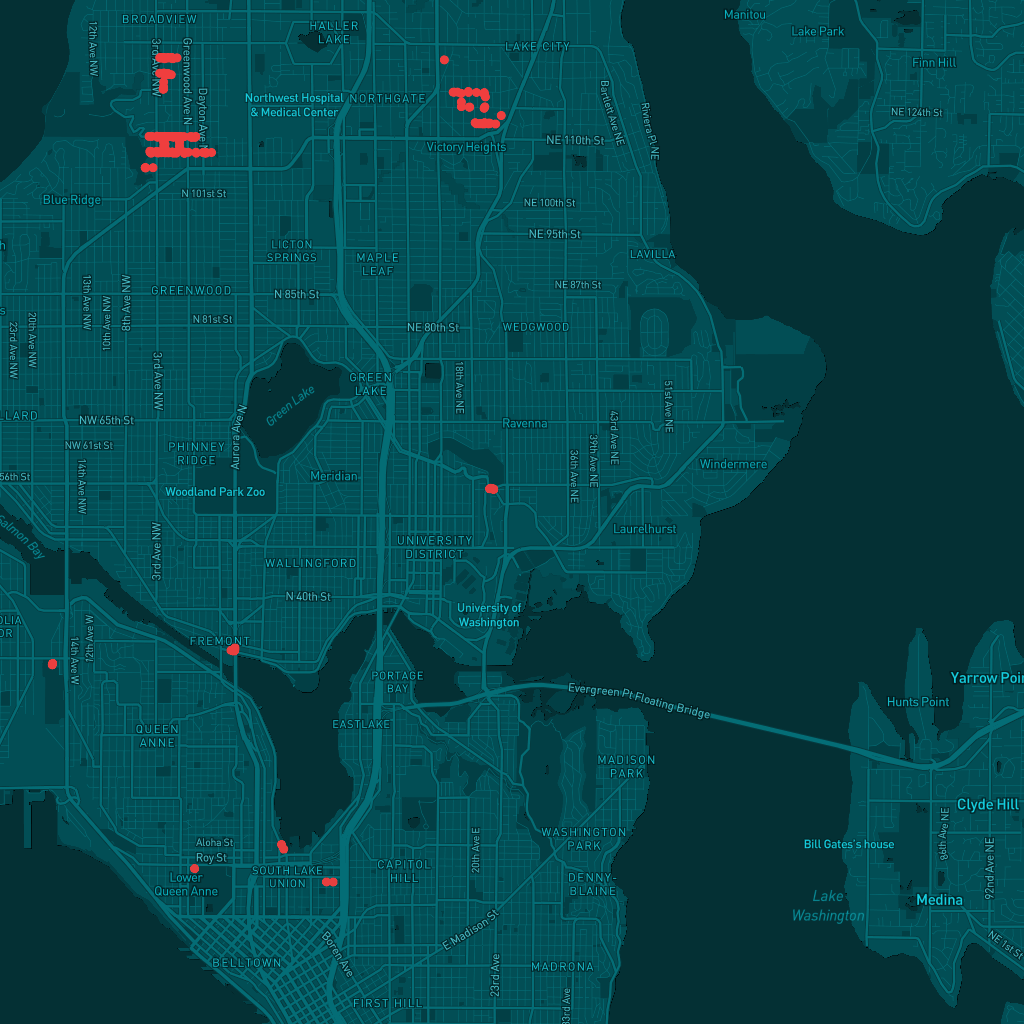 BROADVIEW
HALLER
LAKE
Manitou
Lake Park
12th Ave NW
3rd Ave NW
Greenwood Ave N
LAKE CITY
Finn Hill
Northwest Hospital
& Medical Center
NORTHGATE
Dayton Ave N
Bartlett Ave NE
Riviera Pl NE
NE 124th St
Victory Heights
NE 110th St
Blue Ridge
N 101st St
NE 100th St
NE 95th St
LICTON
SPRINGS
MAPLE
LEAF
LAVILLA
13th Ave NW
10th Ave NW
8th Ave NW
GREENWOOD
N 85th St
NE 87th St
23rd Ave NW
20th Ave NW
N 81st St
NE 80th St
WEDGWOOD
3rd Ave NW
GREEN
LAKE
18th Ave NE
Green Lake
51st Ave NE
NW 65th St
Aurora Ave N
Ravenna
43rd Ave NE
NW 61st St
PHINNEY
RIDGE
39th Ave NE
36th Ave NE
Windermere
56th St
14th Ave NW
Meridian
Woodland Park Zoo
Salmon Bay
3rd Ave NW
UNIVERSITY
DISTRICT
Laurelhurst
WALLINGFORD
N 40th St
University of
Washington
14th Ave W
12th Ave W
FREMONT
PORTAGE
BAY
Evergreen Pt Floating Bridge
Hunts Point
EASTLAKE
QUEEN
ANNE
MADISON
PARK
Clyde Hill
Aloha St
Roy St
20th Ave E
WASHINGTON
PARK
Bill Gates's house
86th Ave NE
92nd Ave NE
SOUTH LAKE
UNION
CAPITOL
HILL
Lower
Queen Anne
DENNY-
BLAINE
Lake
Washington
Medina
E Madison St
Boren Ave
NE 1st St
BELLTOWN
23rd Ave
MADRONA
FIRST HILL
33rd Ave